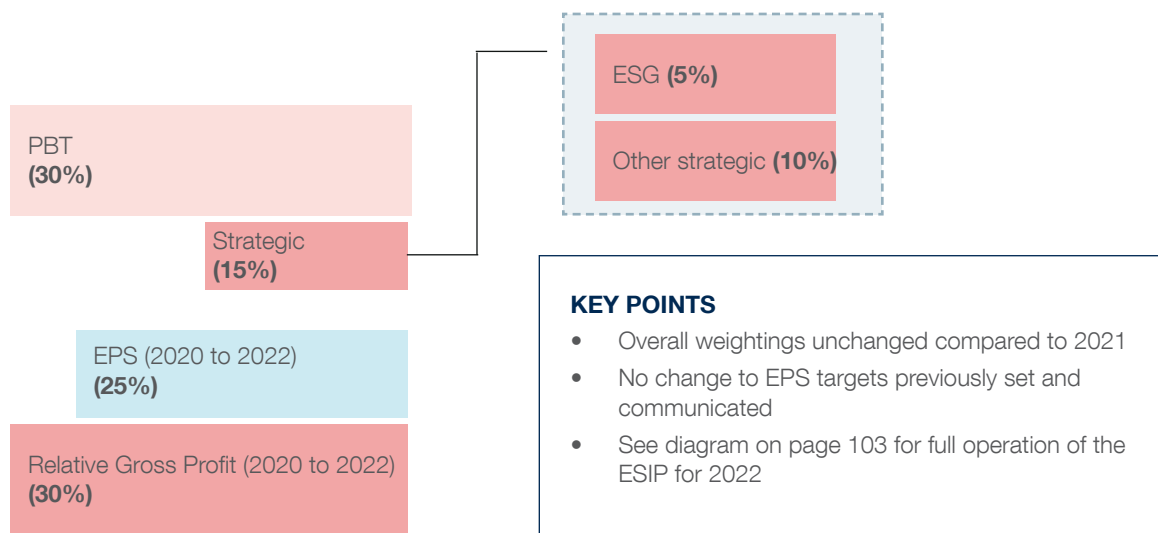 PBT
(30%)
Strategic
(15%)
EPS (2020 to 2022)
(25%)
Relative Gross Profit (2020 to 2022)
(30%)
ESG (5%)
Other strategic (10%)
KEY POINTS
• Overall weightings unchanged compared to 2021
• No change to EPS targets previously set and
communicated
• See diagram on page 103 for full operation of the
ESIP for 2022